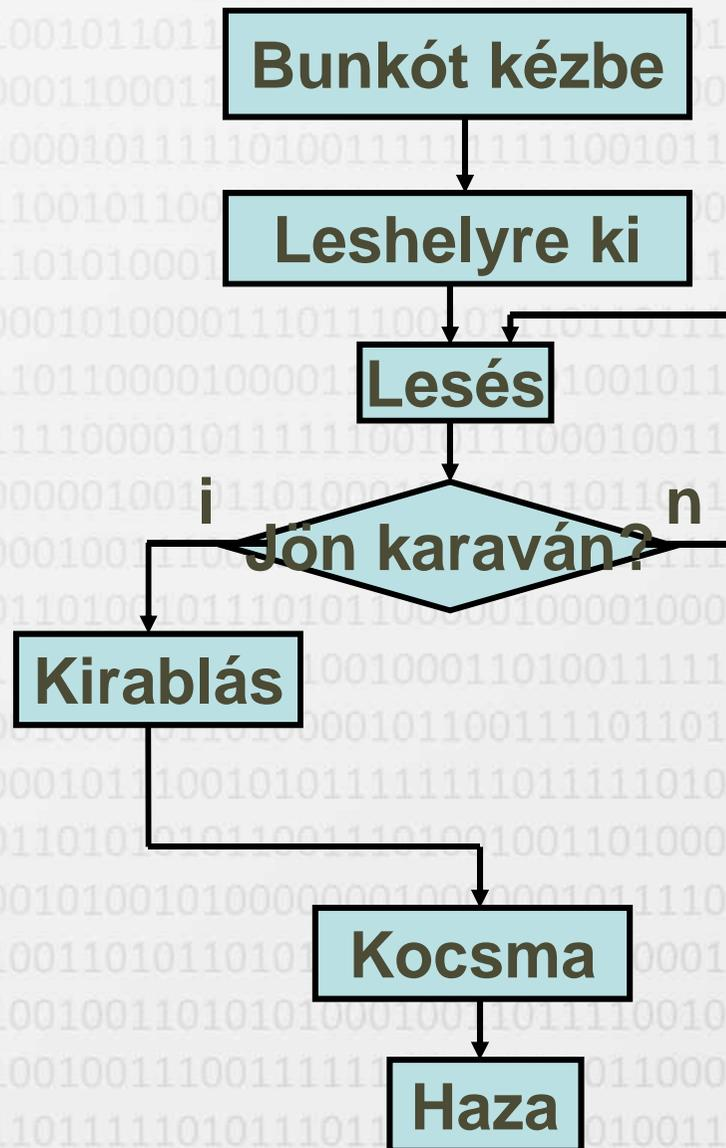 Bunkót kézbe
Leshelyre ki
Lesés
i
Jön karaván?
n
Kirablás
Kocsma
Haza